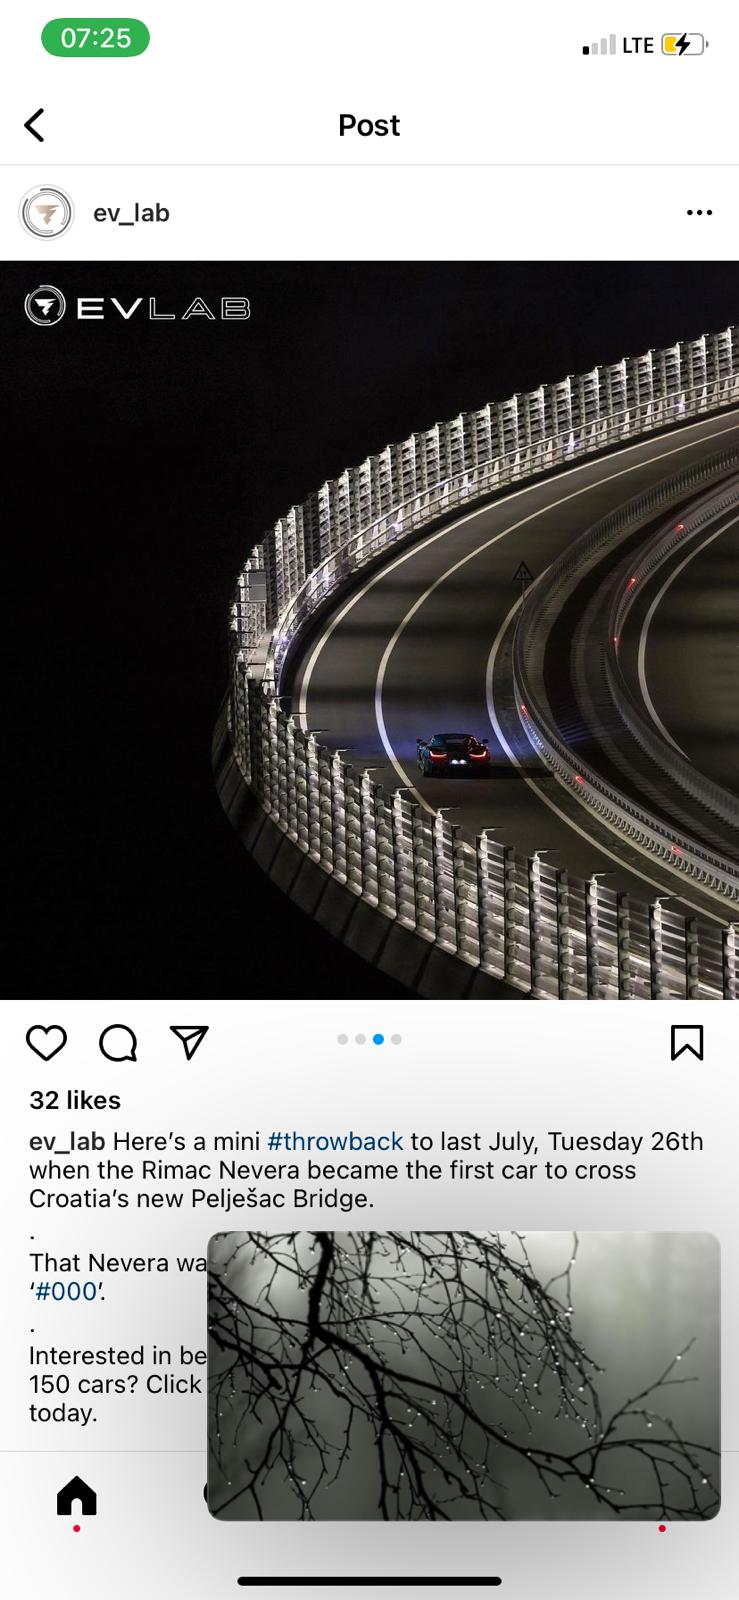 07:25
LTE
Post
ev_lab
EVLAB
32 likes
ev_lab Here’s a mini #throwback to last July, Tuesday 26th
when the Rimac Nevera became the first car to cross
Croatia’s new Pelješac Bridge.
.
That Nevera wa
‘#000’.
.
Interested in be
150 cars? Click
today.